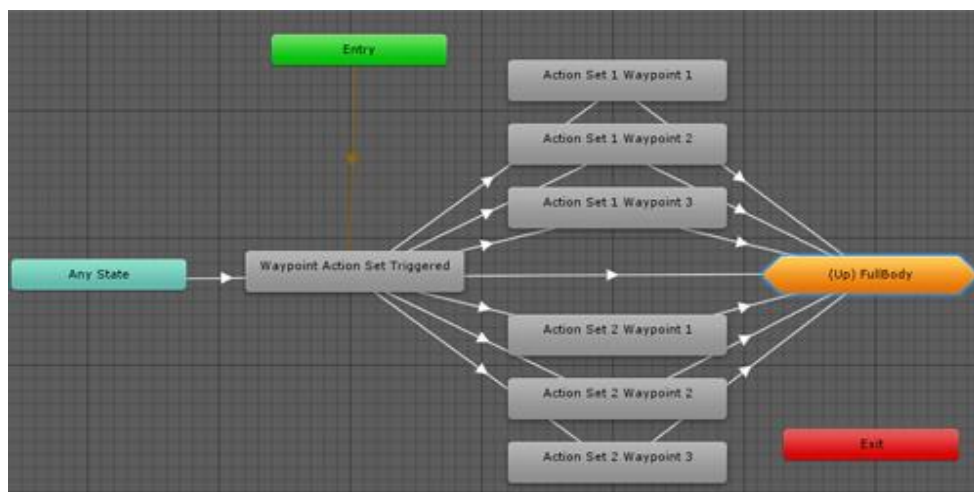 Entry
Action Set 1 Waypoint 1
Action Set 1 Waypoint 2
Action Set 1 Waypoint 3
Any State
Waypoint Action Set Triggered
(Up) FullBody
Action Set 2 Waypoint 1
Action Set 2 Waypoint 2
Exit
Action Set 2 Waypoint 3